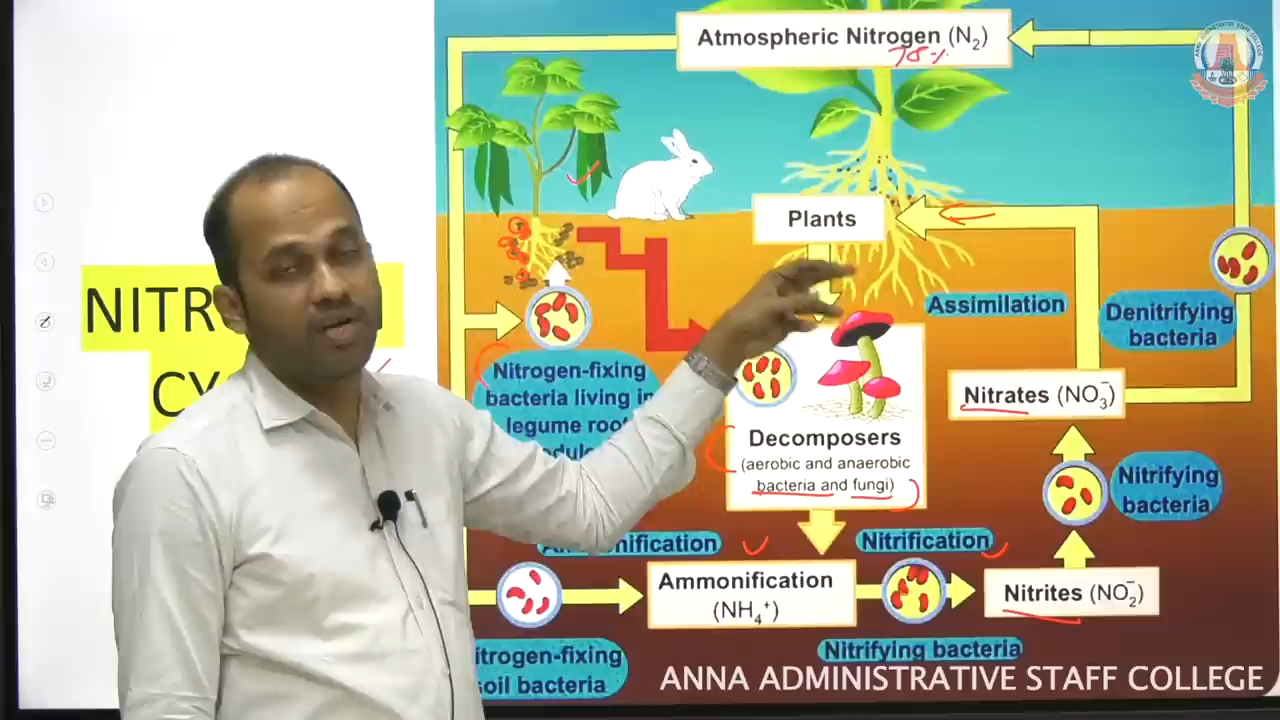 Atmospheric Nitrogen (N₂)
78%
Plants
NITR
CY
Assimilation
Denitrifying
bacteria
Nitrogen-fixing
bacteria living in
legume root
Nitrates (NO₃⁻)
Decomposers
(aerobic and anaerobic
bacteria and fungi)
Nitrifying
bacteria
Nitrification
Ammonification
(NH₄⁺)
Nitrites (NO₂⁻)
Nitrifying bacteria
itrogen-fixing
soil bacteria
ANNA ADMINISTRATIVE STAFF COLLEGE